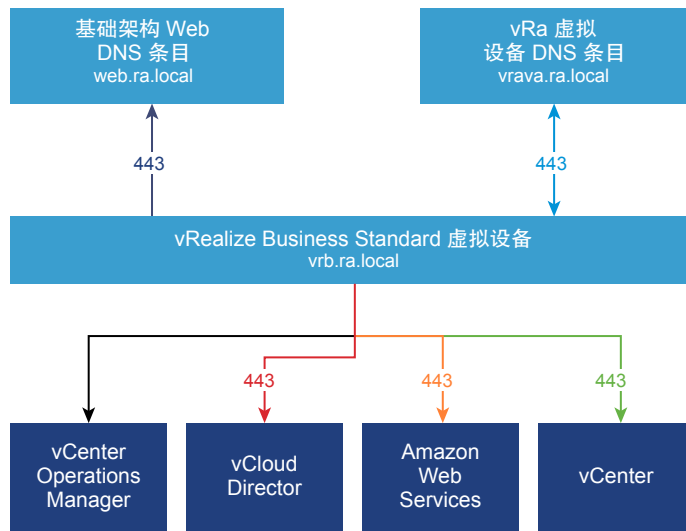 基础架构 Web
DNS 条目
web.ra.local
vRa 虚拟
设备 DNS 条目
vrava.ra.local
443
443
vRealize Business Standard 虚拟设备
vrb.ra.local
443
443
443
vCenter
Operations
Manager
vCloud
Director
Amazon
Web
Services
vCenter